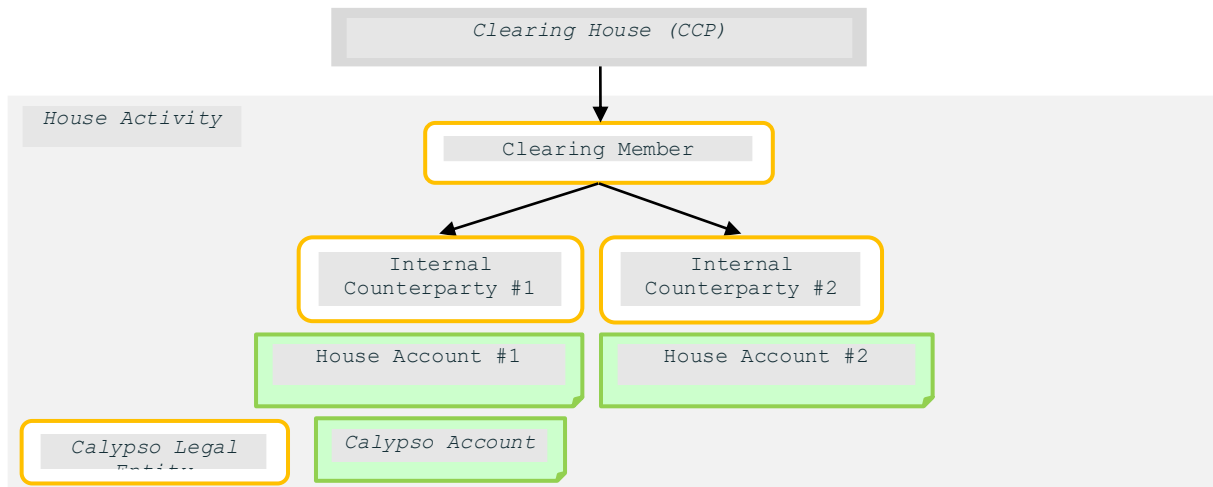 Clearing House (CCP)
House Activity
Clearing Member
Internal
Counterparty #1
Internal
Counterparty #2
House Account #1
House Account #2
Calypso Legal
Entity
Calypso Account